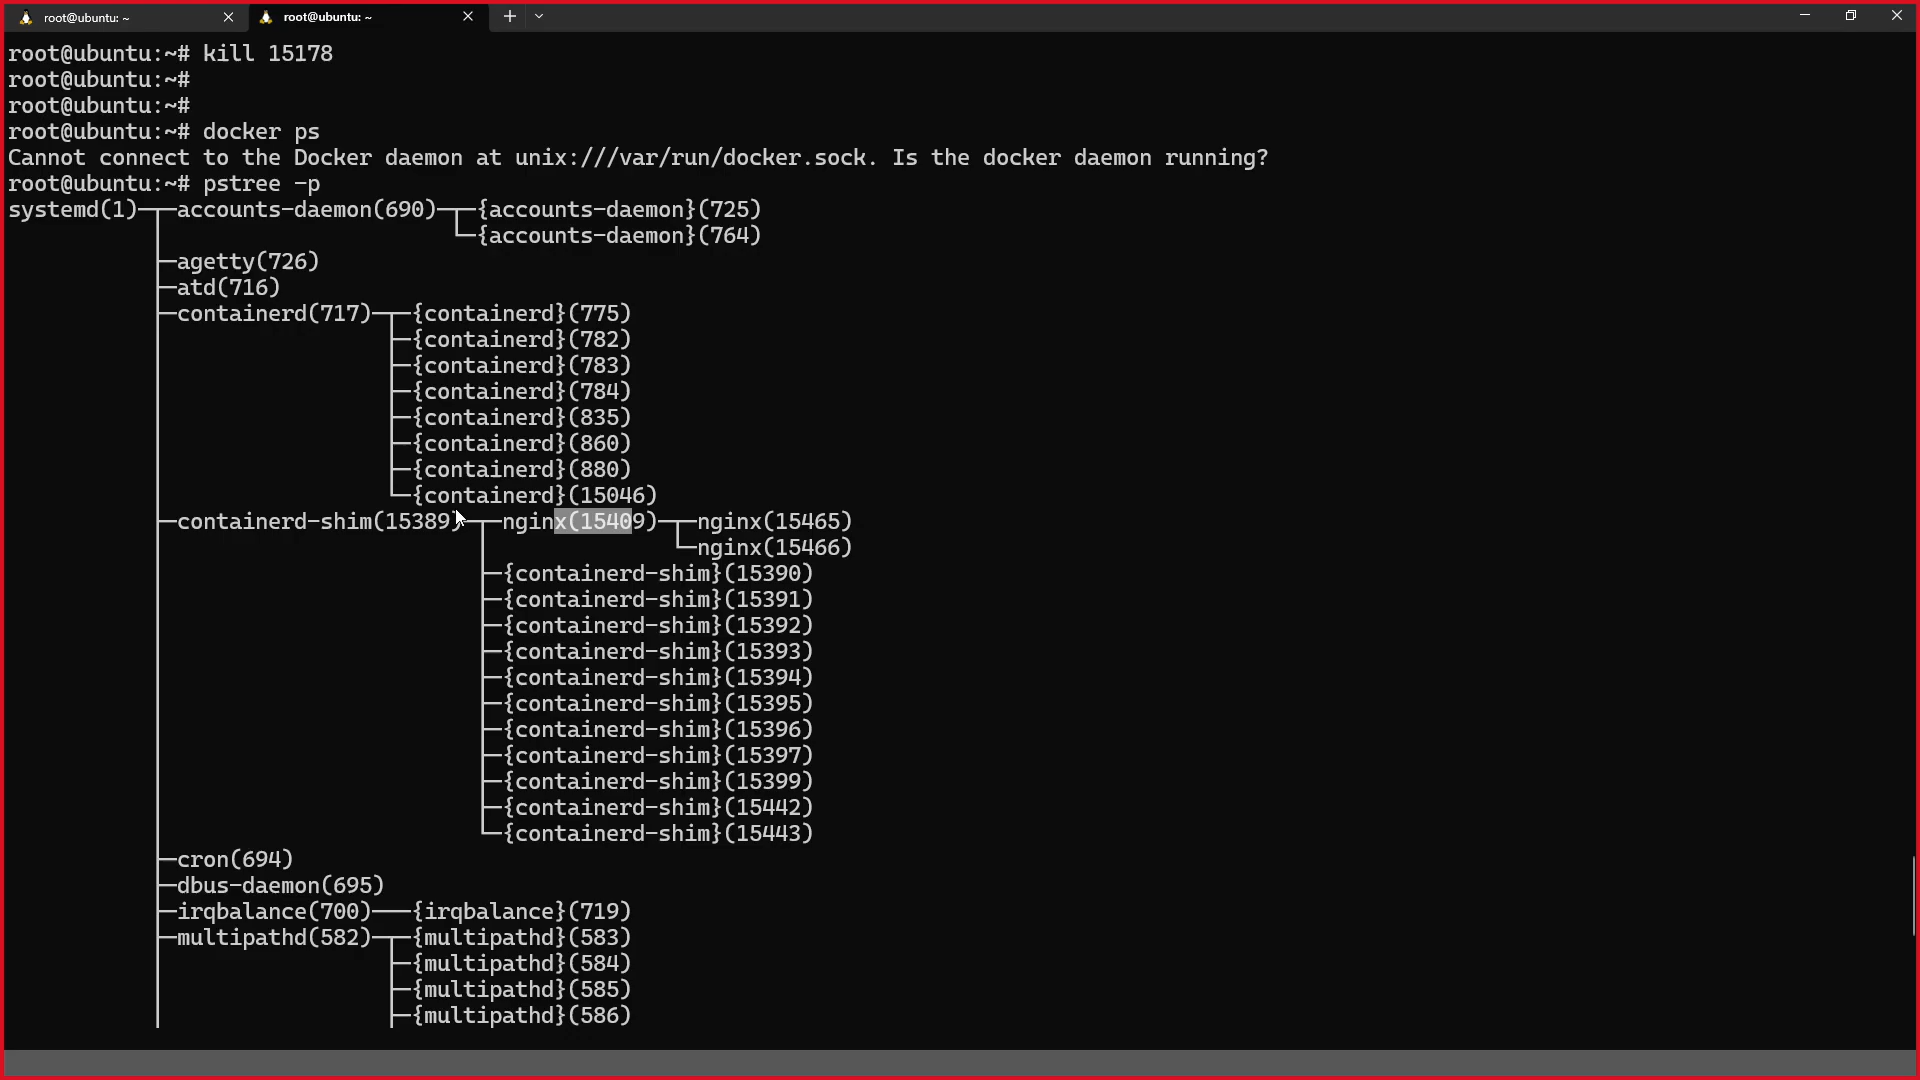 root@ubuntu: ~
root@ubuntu: ~
root@ubuntu:~# kill 15178
root@ubuntu:~#
root@ubuntu:~#
root@ubuntu:~# docker ps
Cannot connect to the Docker daemon at unix:///var/run/docker.sock. Is the docker daemon running?
root@ubuntu:~# pstree -p
systemd(1)─┬─accounts-daemon(690)─┬─{accounts-daemon}(725)
└─{accounts-daemon}(764)
├─agetty(726)
├─atd(716)
├─containerd(717)─┬─{containerd}(775)
├─{containerd}(782)
├─{containerd}(783)
├─{containerd}(784)
├─{containerd}(835)
├─{containerd}(860)
├─{containerd}(880)
└─{containerd}(15046)
├─containerd-shim(15389)─┬─nginx(15409)─┬─nginx(15465)
└─nginx(15466)
├─{containerd-shim}(15390)
├─{containerd-shim}(15391)
├─{containerd-shim}(15392)
├─{containerd-shim}(15393)
├─{containerd-shim}(15394)
├─{containerd-shim}(15395)
├─{containerd-shim}(15396)
├─{containerd-shim}(15397)
├─{containerd-shim}(15399)
├─{containerd-shim}(15442)
└─{containerd-shim}(15443)
├─cron(694)
├─dbus-daemon(695)
├─irqbalance(700)───{irqbalance}(719)
├─multipathd(582)─┬─{multipathd}(583)
├─{multipathd}(584)
├─{multipathd}(585)
├─{multipathd}(586)